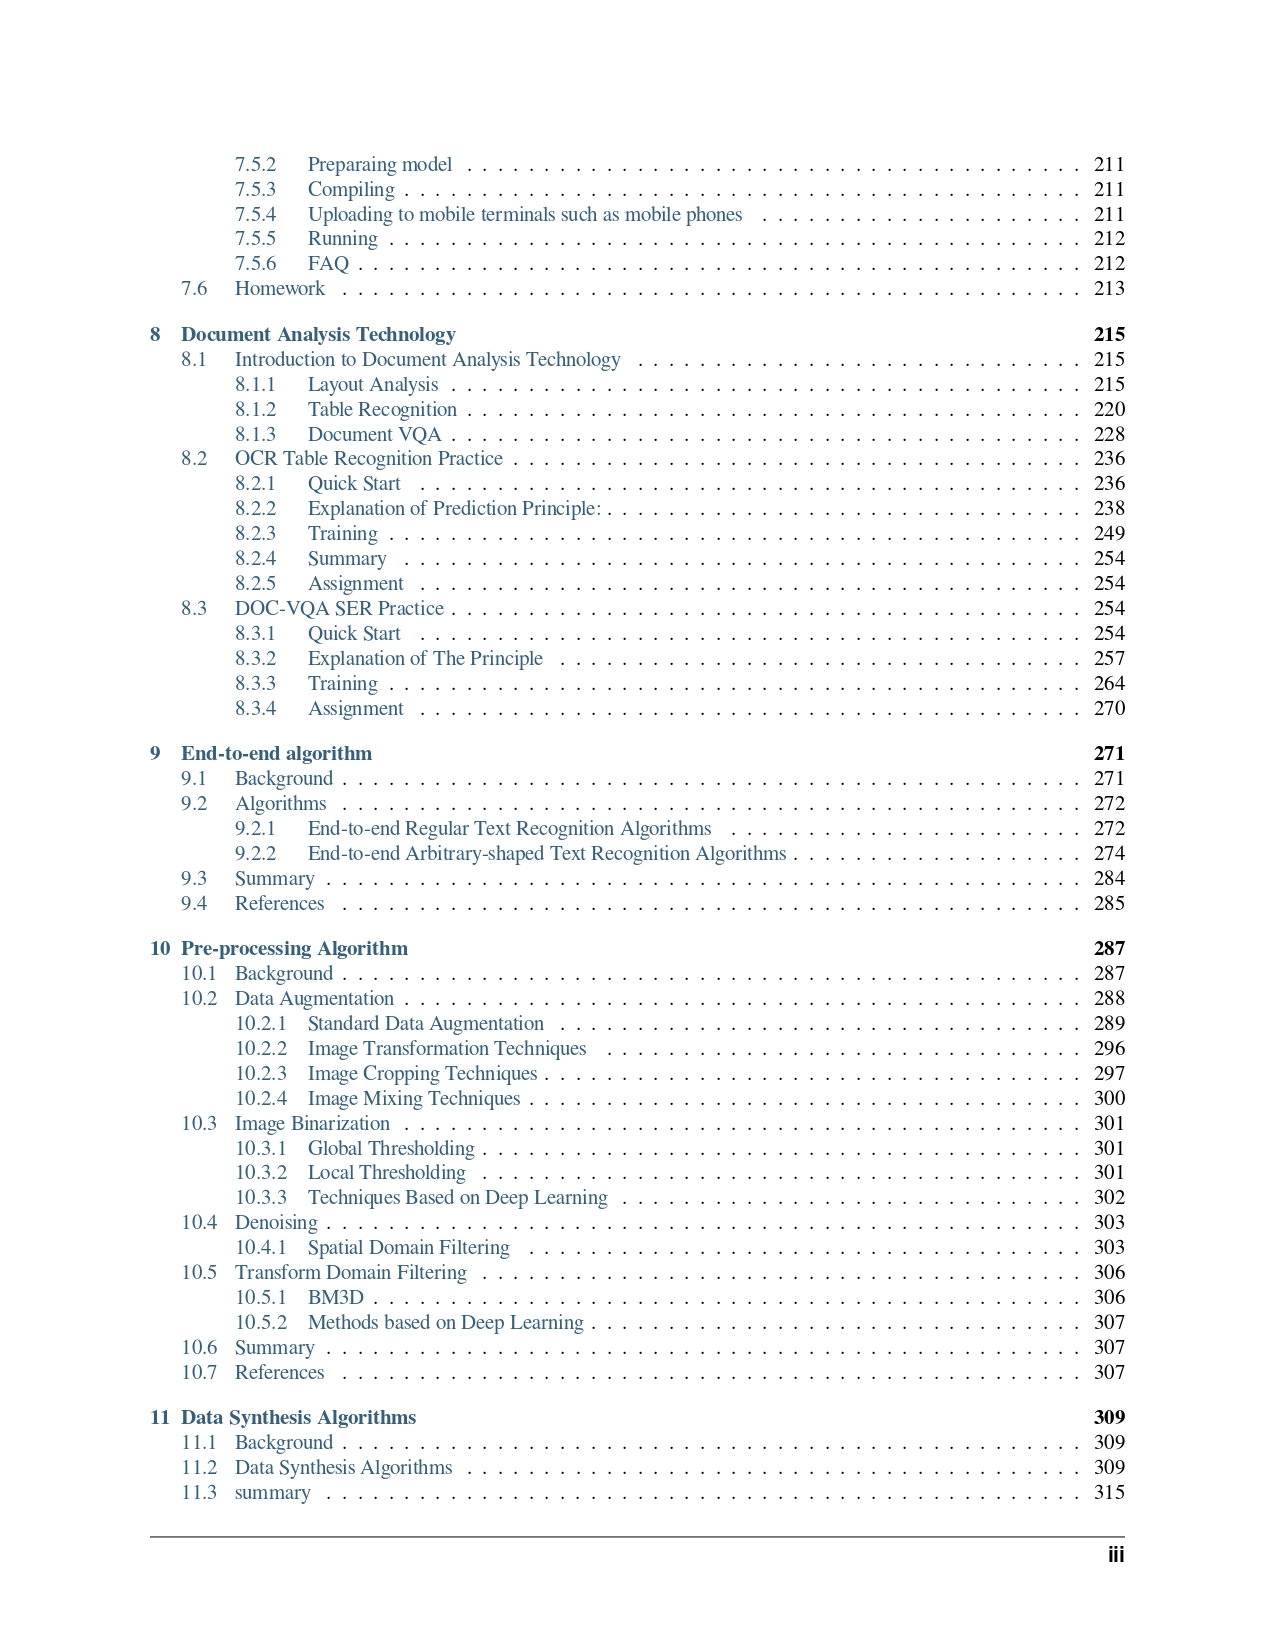 7.5.2 Preparaing model . . . . . . . . . . . . . . . . . . . . . . . . . . . . . . . . . . . . . . . . 211
7.5.3 Compiling . . . . . . . . . . . . . . . . . . . . . . . . . . . . . . . . . . . . . . . . . . . . 211
7.5.4 Uploading to mobile terminals such as mobile phones . . . . . . . . . . . . . . . . . . . . . 211
7.5.5 Running . . . . . . . . . . . . . . . . . . . . . . . . . . . . . . . . . . . . . . . . . . . . . 212
7.5.6 FAQ . . . . . . . . . . . . . . . . . . . . . . . . . . . . . . . . . . . . . . . . . . . . . . . 212
7.6 Homework . . . . . . . . . . . . . . . . . . . . . . . . . . . . . . . . . . . . . . . . . . . . . . . . 213
8 Document Analysis Technology 215
8.1 Introduction to Document Analysis Technology . . . . . . . . . . . . . . . . . . . . . . . . . . . . . 215
8.1.1 Layout Analysis . . . . . . . . . . . . . . . . . . . . . . . . . . . . . . . . . . . . . . . . . 215
8.1.2 Table Recognition . . . . . . . . . . . . . . . . . . . . . . . . . . . . . . . . . . . . . . . . 220
8.1.3 Document VQA . . . . . . . . . . . . . . . . . . . . . . . . . . . . . . . . . . . . . . . . . 228
8.2 OCR Table Recognition Practice . . . . . . . . . . . . . . . . . . . . . . . . . . . . . . . . . . . . . 236
8.2.1 Quick Start . . . . . . . . . . . . . . . . . . . . . . . . . . . . . . . . . . . . . . . . . . . 236
8.2.2 Explanation of Prediction Principle: . . . . . . . . . . . . . . . . . . . . . . . . . . . . . . . 238
8.2.3 Training . . . . . . . . . . . . . . . . . . . . . . . . . . . . . . . . . . . . . . . . . . . . . 249
8.2.4 Summary . . . . . . . . . . . . . . . . . . . . . . . . . . . . . . . . . . . . . . . . . . . . 254
8.2.5 Assignment . . . . . . . . . . . . . . . . . . . . . . . . . . . . . . . . . . . . . . . . . . . 254
8.3 DOC-VQA SER Practice . . . . . . . . . . . . . . . . . . . . . . . . . . . . . . . . . . . . . . . . . 254
8.3.1 Quick Start . . . . . . . . . . . . . . . . . . . . . . . . . . . . . . . . . . . . . . . . . . . 254
8.3.2 Explanation of The Principle . . . . . . . . . . . . . . . . . . . . . . . . . . . . . . . . . . 257
8.3.3 Training . . . . . . . . . . . . . . . . . . . . . . . . . . . . . . . . . . . . . . . . . . . . . 264
8.3.4 Assignment . . . . . . . . . . . . . . . . . . . . . . . . . . . . . . . . . . . . . . . . . . . 270
9 End-to-end algorithm 271
9.1 Background . . . . . . . . . . . . . . . . . . . . . . . . . . . . . . . . . . . . . . . . . . . . . . . . 271
9.2 Algorithms . . . . . . . . . . . . . . . . . . . . . . . . . . . . . . . . . . . . . . . . . . . . . . . . 272
9.2.1 End-to-end Regular Text Recognition Algorithms . . . . . . . . . . . . . . . . . . . . . . . 272
9.2.2 End-to-end Arbitrary-shaped Text Recognition Algorithms . . . . . . . . . . . . . . . . . . . 274
9.3 Summary . . . . . . . . . . . . . . . . . . . . . . . . . . . . . . . . . . . . . . . . . . . . . . . . . 284
9.4 References . . . . . . . . . . . . . . . . . . . . . . . . . . . . . . . . . . . . . . . . . . . . . . . . 285
10 Pre-processing Algorithm 287
10.1 Background . . . . . . . . . . . . . . . . . . . . . . . . . . . . . . . . . . . . . . . . . . . . . . . . 287
10.2 Data Augmentation . . . . . . . . . . . . . . . . . . . . . . . . . . . . . . . . . . . . . . . . . . . . 288
10.2.1 Standard Data Augmentation . . . . . . . . . . . . . . . . . . . . . . . . . . . . . . . . . . 289
10.2.2 Image Transformation Techniques . . . . . . . . . . . . . . . . . . . . . . . . . . . . . . . 296
10.2.3 Image Cropping Techniques . . . . . . . . . . . . . . . . . . . . . . . . . . . . . . . . . . . 297
10.2.4 Image Mixing Techniques . . . . . . . . . . . . . . . . . . . . . . . . . . . . . . . . . . . . 300
10.3 Image Binarization . . . . . . . . . . . . . . . . . . . . . . . . . . . . . . . . . . . . . . . . . . . . 301
10.3.1 Global Thresholding . . . . . . . . . . . . . . . . . . . . . . . . . . . . . . . . . . . . . . . 301
10.3.2 Local Thresholding . . . . . . . . . . . . . . . . . . . . . . . . . . . . . . . . . . . . . . . 301
10.3.3 Techniques Based on Deep Learning . . . . . . . . . . . . . . . . . . . . . . . . . . . . . . 302
10.4 Denoising . . . . . . . . . . . . . . . . . . . . . . . . . . . . . . . . . . . . . . . . . . . . . . . . . 303
10.4.1 Spatial Domain Filtering . . . . . . . . . . . . . . . . . . . . . . . . . . . . . . . . . . . . 303
10.5 Transform Domain Filtering . . . . . . . . . . . . . . . . . . . . . . . . . . . . . . . . . . . . . . . 306
10.5.1 BM3D . . . . . . . . . . . . . . . . . . . . . . . . . . . . . . . . . . . . . . . . . . . . . . 306
10.5.2 Methods based on Deep Learning . . . . . . . . . . . . . . . . . . . . . . . . . . . . . . . . 307
10.6 Summary . . . . . . . . . . . . . . . . . . . . . . . . . . . . . . . . . . . . . . . . . . . . . . . . . 307
10.7 References . . . . . . . . . . . . . . . . . . . . . . . . . . . . . . . . . . . . . . . . . . . . . . . . 307
11 Data Synthesis Algorithms 309
11.1 Background . . . . . . . . . . . . . . . . . . . . . . . . . . . . . . . . . . . . . . . . . . . . . . . . 309
11.2 Data Synthesis Algorithms . . . . . . . . . . . . . . . . . . . . . . . . . . . . . . . . . . . . . . . . 309
11.3 summary . . . . . . . . . . . . . . . . . . . . . . . . . . . . . . . . . . . . . . . . . . . . . . . . . 315
iii